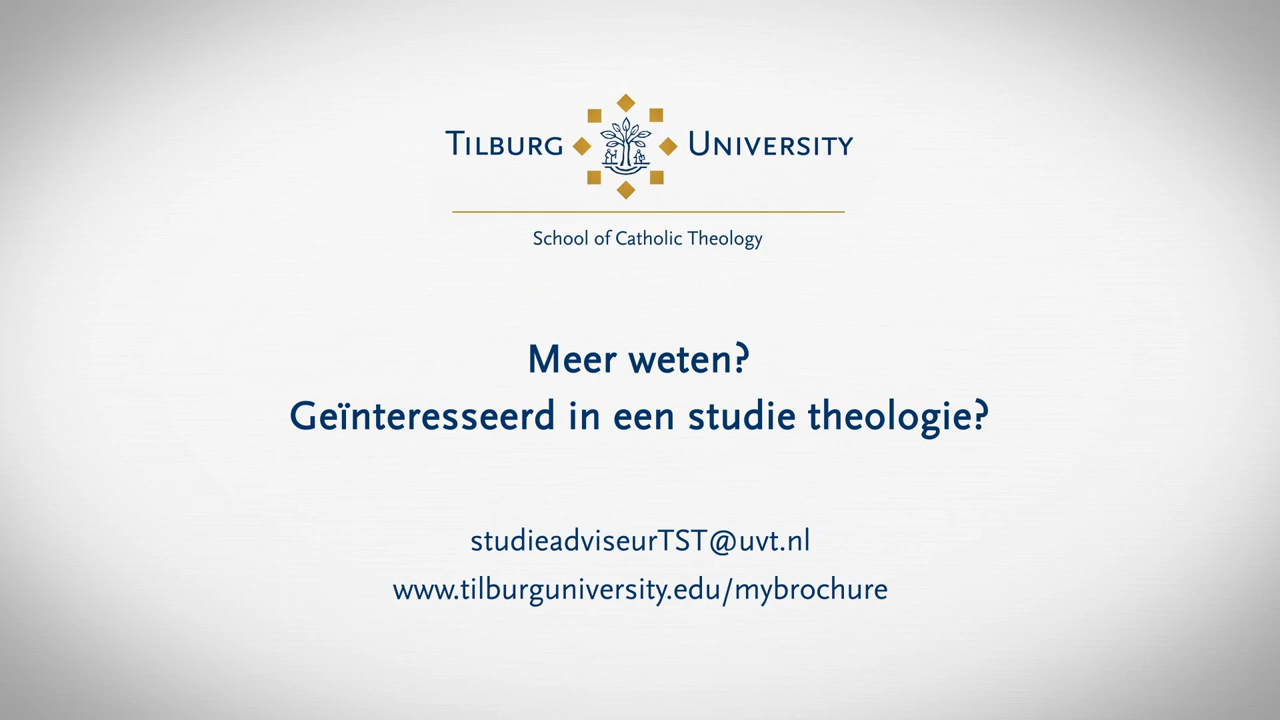 Tilburg University
School of Catholic Theology
Meer weten?
Geïnteresseerd in een studie theologie?
studieadviseurTST@uvt.nl
www.tilburguniversity.edu/mybrochure